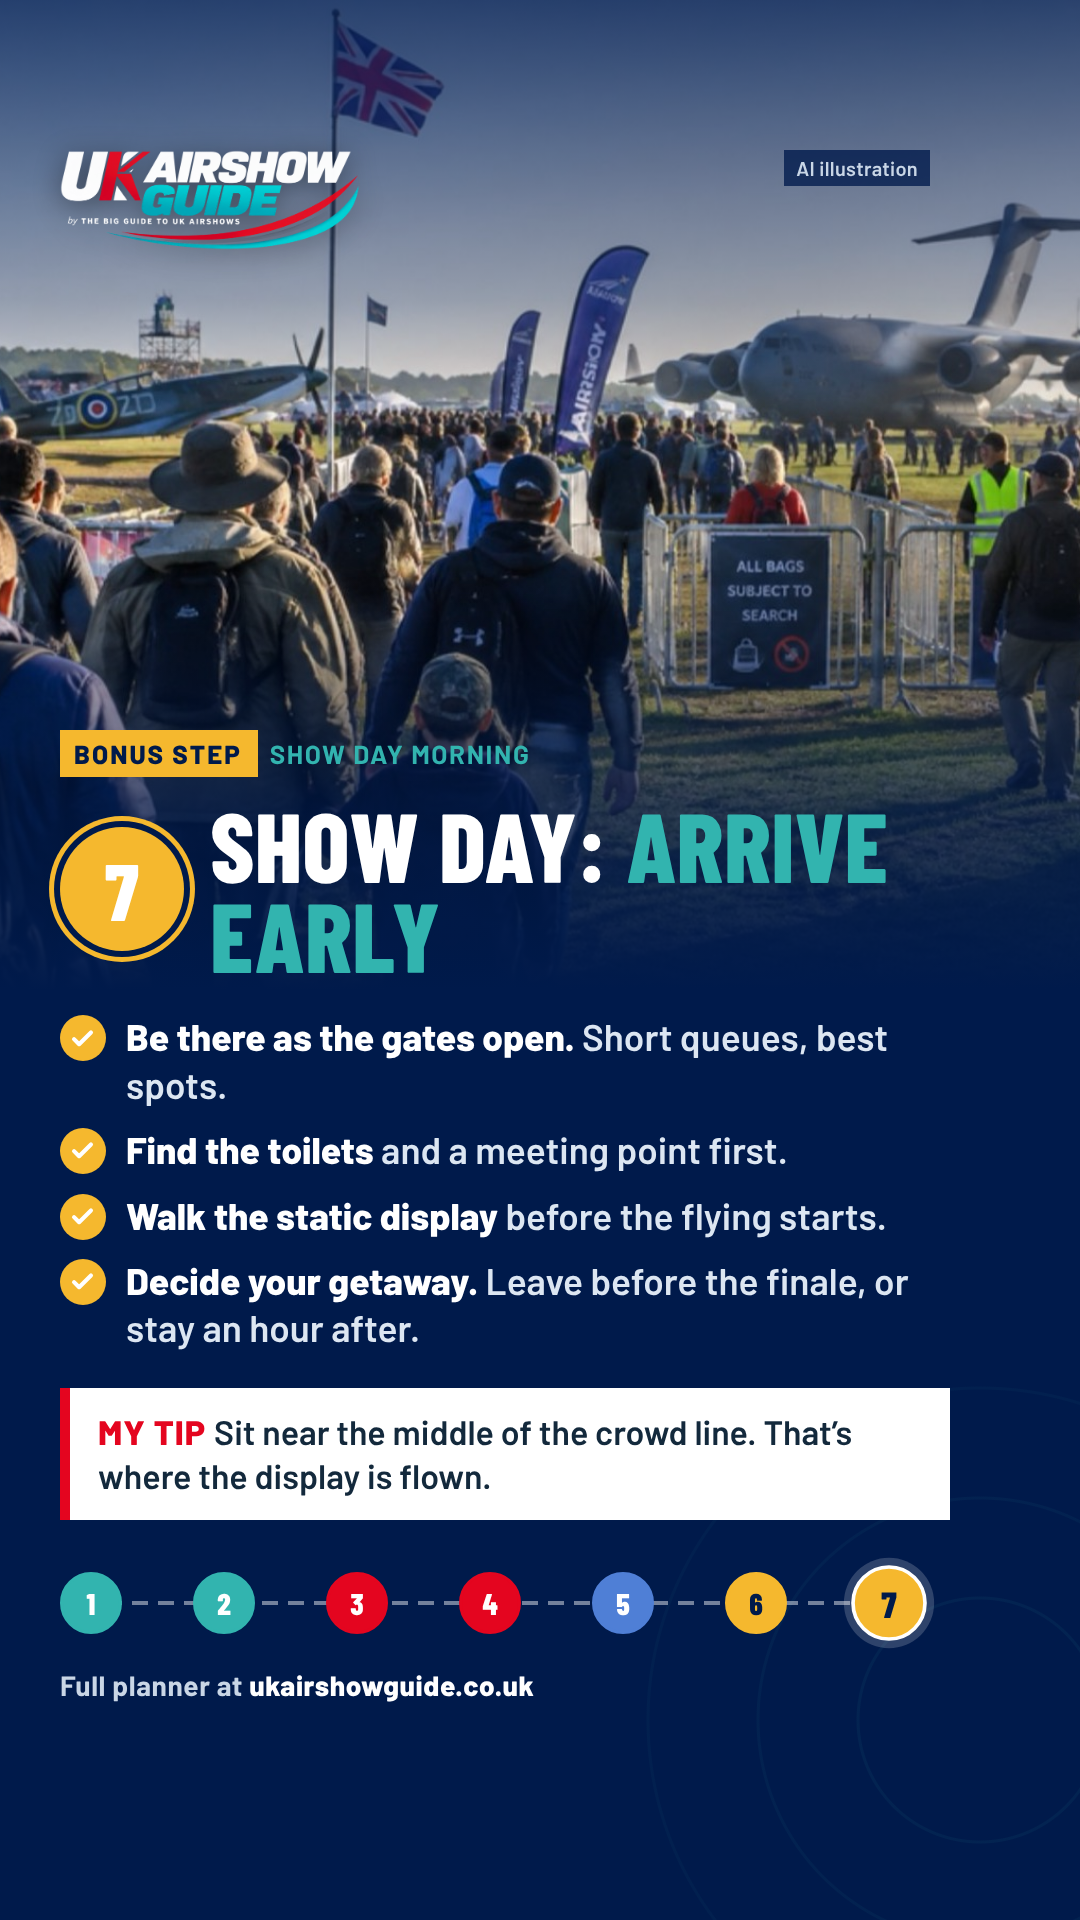 UK AIRSHOW
GUIDE
by THE BIG GUIDE TO UK AIRSHOWS
AI illustration
ALL BAGS
SUBJECT TO
SEARCH
BONUS STEP SHOW DAY MORNING
7
SHOW DAY: ARRIVE
EARLY
Be there as the gates open. Short queues, best
spots.
Find the toilets and a meeting point first.
Walk the static display before the flying starts.
Decide your getaway. Leave before the finale, or
stay an hour after.
MY TIP Sit near the middle of the crowd line. That’s
where the display is flown.
1 2 3 4 5 6 7
Full planner at ukairshowguide.co.uk